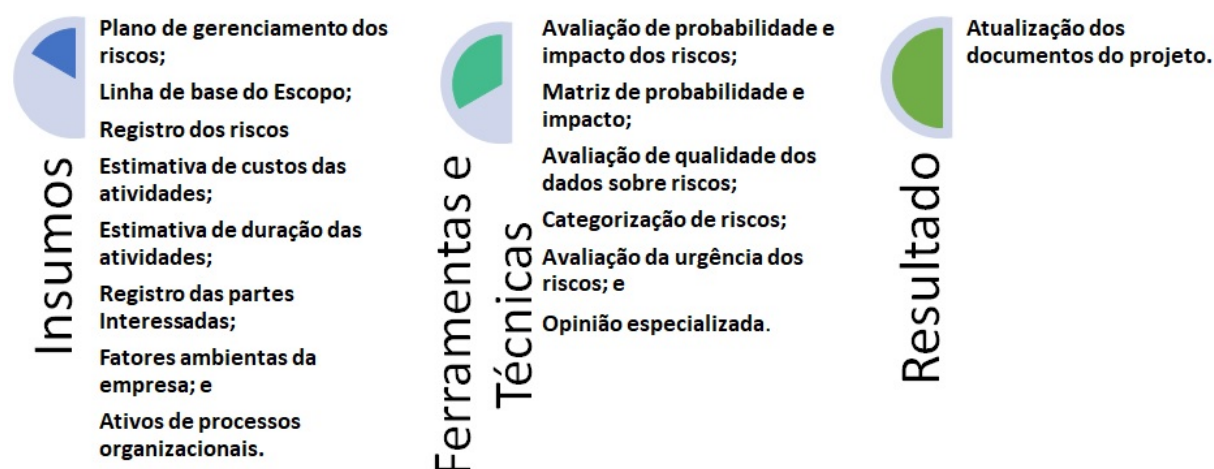 Insumos
Plano de gerenciamento dos
riscos;
Linha de base do Escopo;
Registro dos riscos
Estimativa de custos das
atividades;
Estimativa de duração das
atividades;
Registro das partes
Interessadas;
Fatores ambientas da
empresa; e
Ativos de processos
organizacionais.
Ferramentas e
Técnicas
Avaliação de probabilidade e
impacto dos riscos;
Matriz de probabilidade e
impacto;
Avaliação de qualidade dos
dados sobre riscos;
Categorização de riscos;
Avaliação da urgência dos
riscos; e
Opinião especializada.
Resultado
Atualização dos
documentos do projeto.